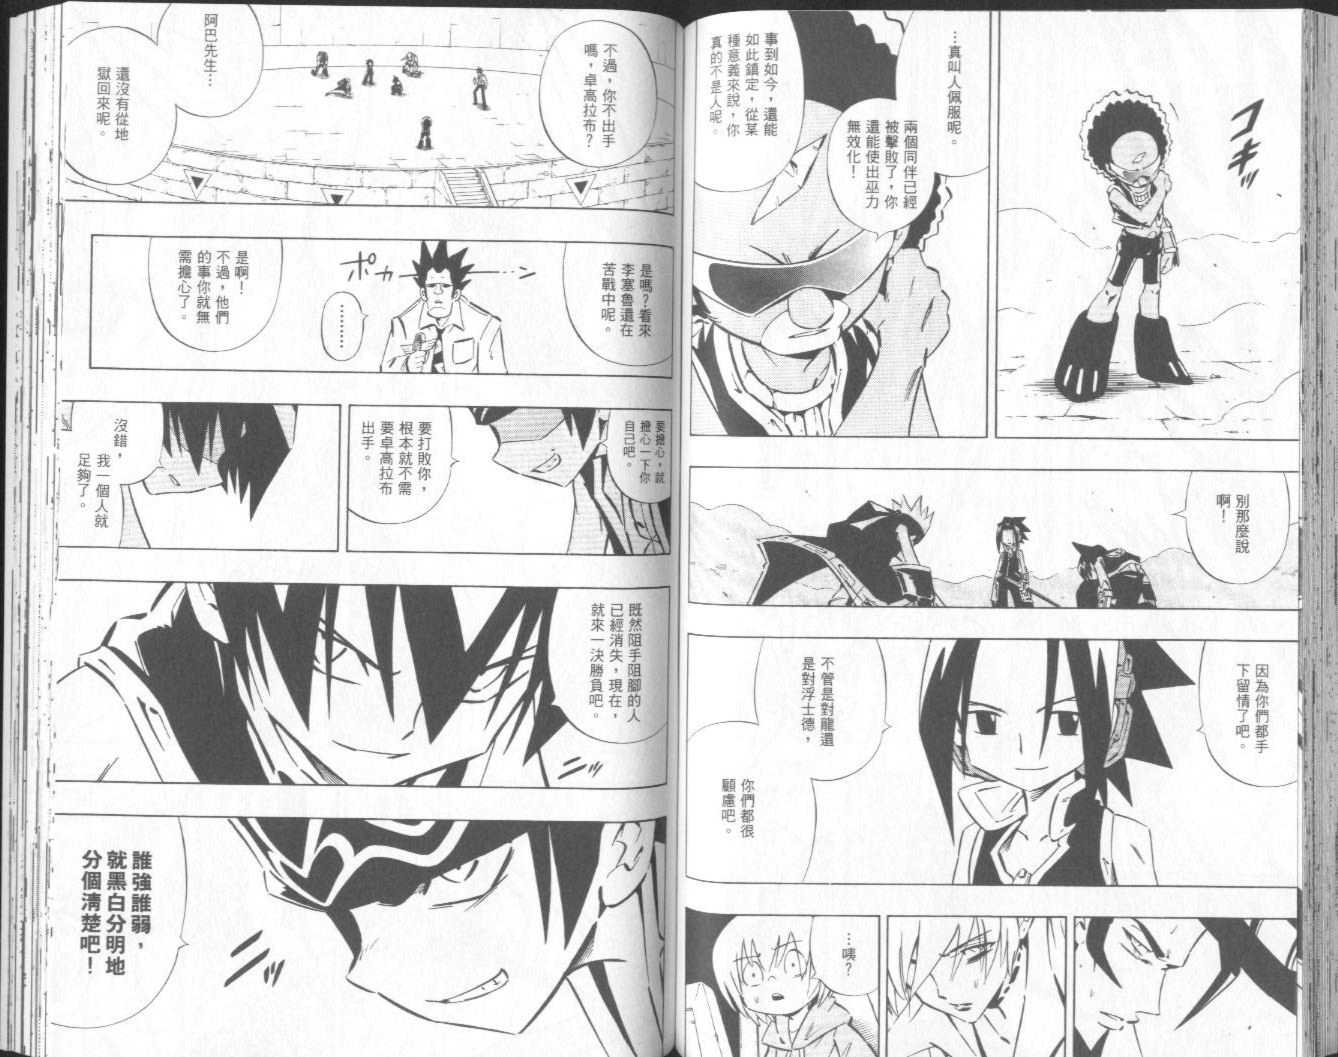 コキ
…真叫人佩服呢。
兩個同伴已經
被擊敗了，你
還能使出巫力
無效化！
事到如今，還能
如此鎮定，從某
種意義來說，你
真的不是人呢。
別那麼說
啊！
因為你們都手
下留情了吧。
不管是對龍還
是對浮士德，
你們都很
顧慮吧。
…咦？
不過，你不出手
嗎，卓高拉布？
阿巴先生…
還沒有從地
獄回來呢。
是嗎？看來
李塞魯還在
苦戰中呢。
ポカーン
………
是啊！
不過，他們
的事你就無
需擔心了。
要擔心，就
擔心一下你
自己吧。
要打敗你，
根本就不需
要卓高拉布
出手。
沒錯，
我一個人就
足夠了。
既然阻手阻腳的人
已經消失，現在，
就來一決勝負吧。
誰強誰弱，
就黑白分明地
分個清楚吧！